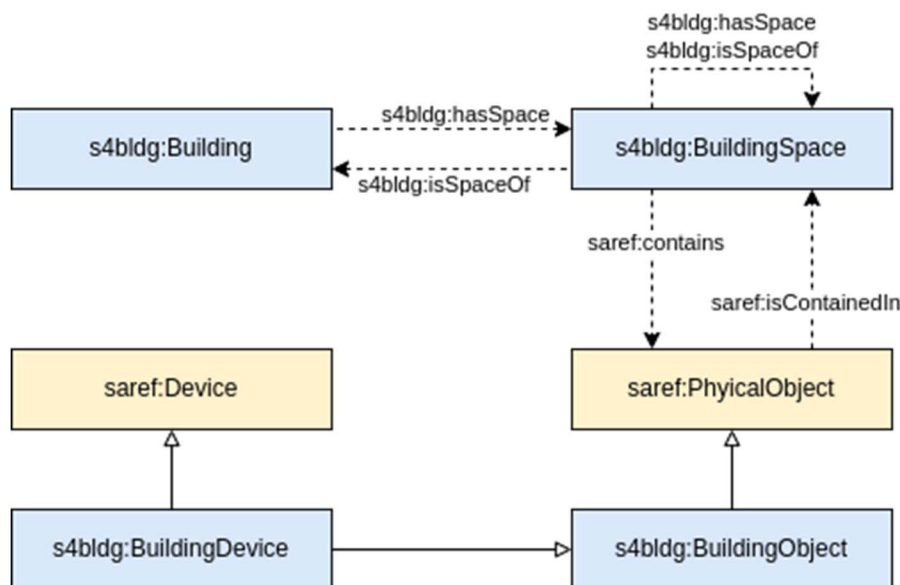 s4bldg:hasSpace
s4bldg:isSpaceOf
s4bldg:Building
s4bldg:hasSpace
s4bldg:isSpaceOf
s4bldg:BuildingSpace
saref:contains
saref:isContainedIn
saref:Device
saref:PhyicalObject
s4bldg:BuildingDevice
s4bldg:BuildingObject